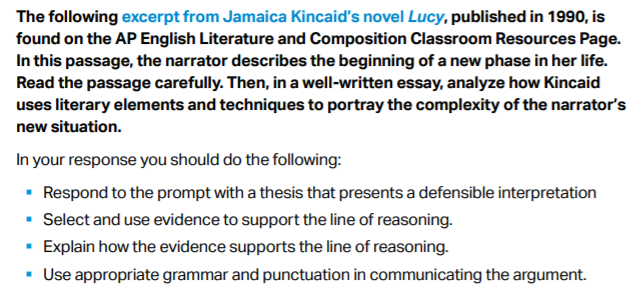 The following excerpt from Jamaica Kincaid's novel Lucy, published in 1990, is
found on the AP English Literature and Composition Classroom Resources Page.
In this passage, the narrator describes the beginning of a new phase in her life.
Read the passage carefully. Then, in a well-written essay, analyze how Kincaid
uses literary elements and techniques to portray the complexity of the narrator's
new situation.
In your response you should do the following:
▪ Respond to the prompt with a thesis that presents a defensible interpretation
▪ Select and use evidence to support the line of reasoning.
▪ Explain how the evidence supports the line of reasoning.
▪ Use appropriate grammar and punctuation in communicating the argument.